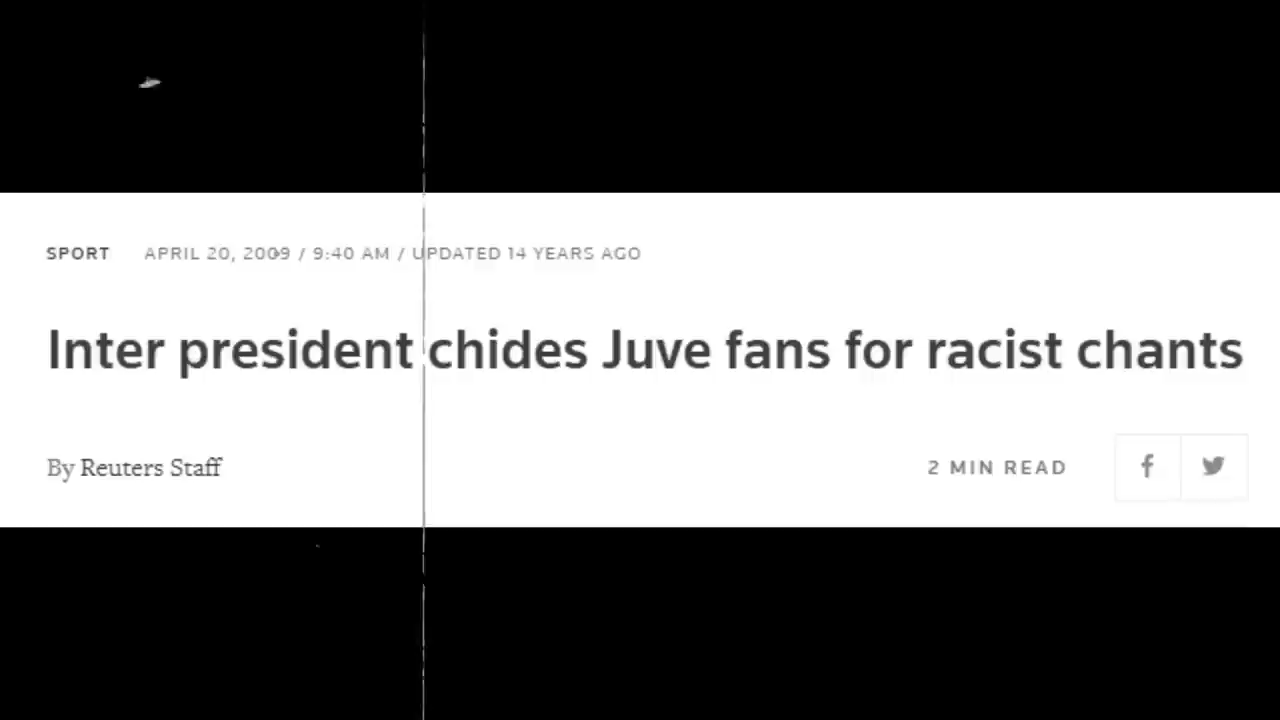 SPORT APRIL 20, 2009 / 9:40 AM / UPDATED 14 YEARS AGO
Inter president chides Juve fans for racist chants
By Reuters Staff
2 MIN READ